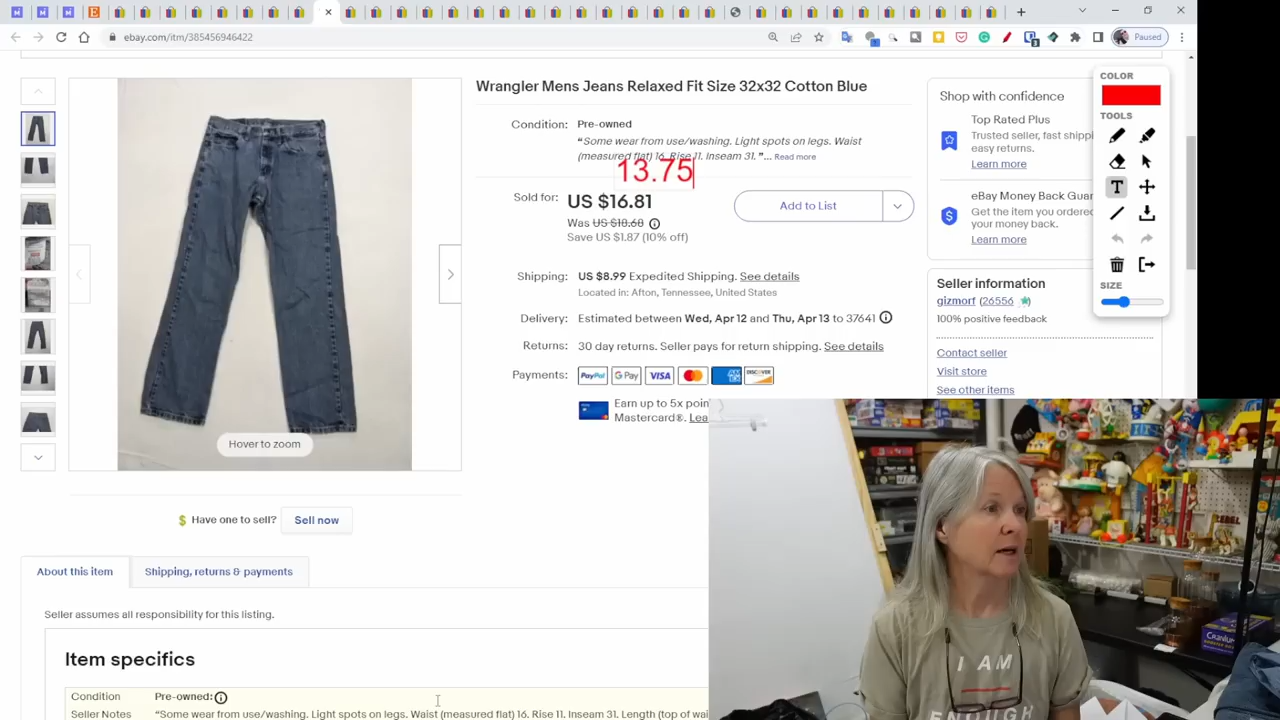 Paused
ebay.com/itm/385456946422
Wrangler Mens Jeans Relaxed Fit Size 32x32 Cotton Blue
Condition: Pre-owned
“Some wear from use/washing. Light spots on legs. Waist
(measured flat) 16. Rise 11. Inseam 31. ”... Read more
13.75
Sold for: US $16.81
Was US $18.68
Save US $1.87 (10% off)
Add to List
Shipping: US $8.99 Expedited Shipping. See details
Located in: Afton, Tennessee, United States
Delivery: Estimated between Wed, Apr 12 and Thu, Apr 13 to 37641
Returns: 30 day returns. Seller pays for return shipping. See details
Payments: PayPal G Pay VISA DISCOVER
Earn up to 5x poin
Mastercard®. Lea
Hover to zoom
Have one to sell? Sell now
Shop with confidence
Top Rated Plus
Trusted seller, fast shippi
easy returns.
Learn more
eBay Money Back Guar
Get the item you ordered
your money back.
Learn more
Seller information
gizmorf (26556)
100% positive feedback
Contact seller
Visit store
See other items
COLOR
TOOLS
T
SIZE
About this item
Shipping, returns & payments
Seller assumes all responsibility for this listing.
Item specifics
Condition Pre-owned:
Seller Notes “Some wear from use/washing. Light spots on legs. Waist (measured flat) 16. Rise 11. Inseam 31. Length (top of wai
I AM
ENOUGH
CRANIUM